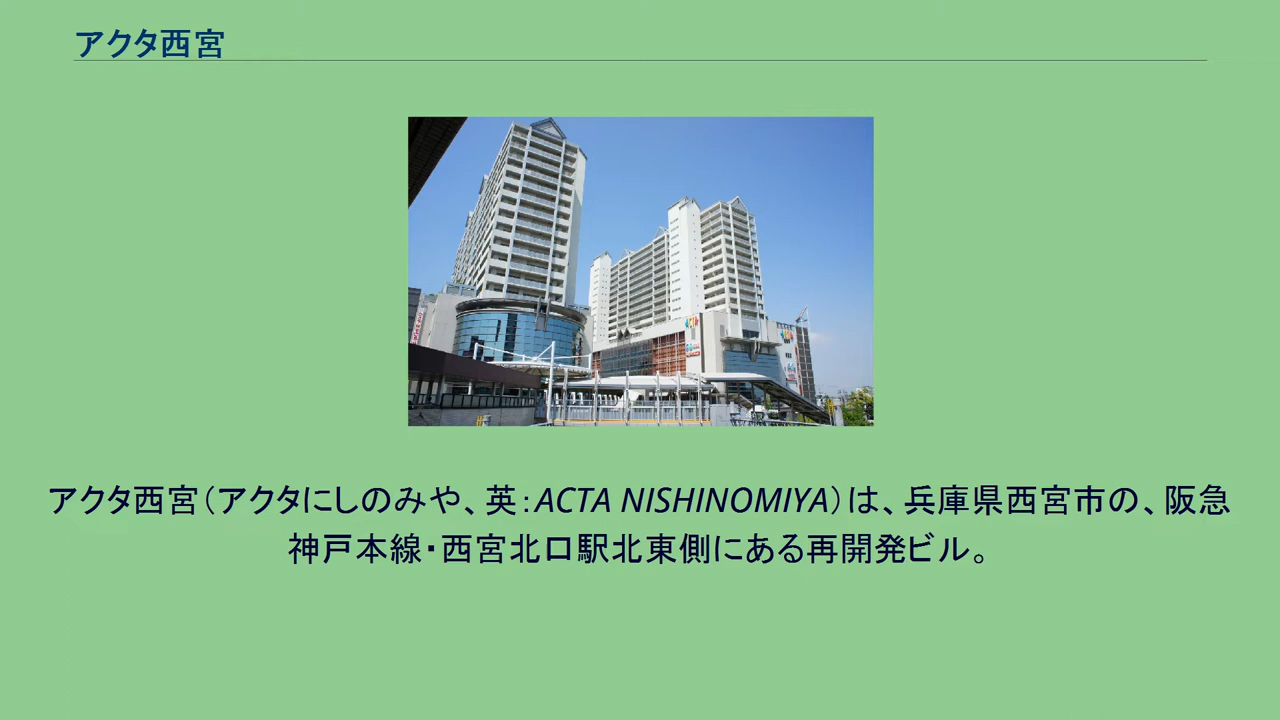 アクタ西宮
アクタ西宮（アクタにしのみや、英：ACTA NISHINOMIYA）は、兵庫県西宮市の、阪急
神戸本線・西宮北口駅北東側にある再開発ビル。